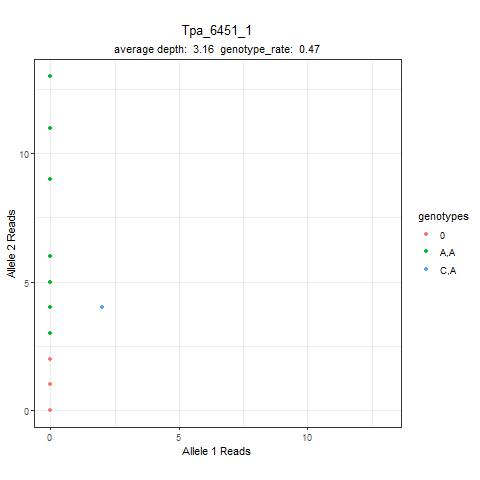 Tpa_6451_1
average depth:  3.16  genotype_rate:  0.47
Allele 2 Reads
10
5
0
0
5
10
Allele 1 Reads
genotypes
0
A,A
C,A